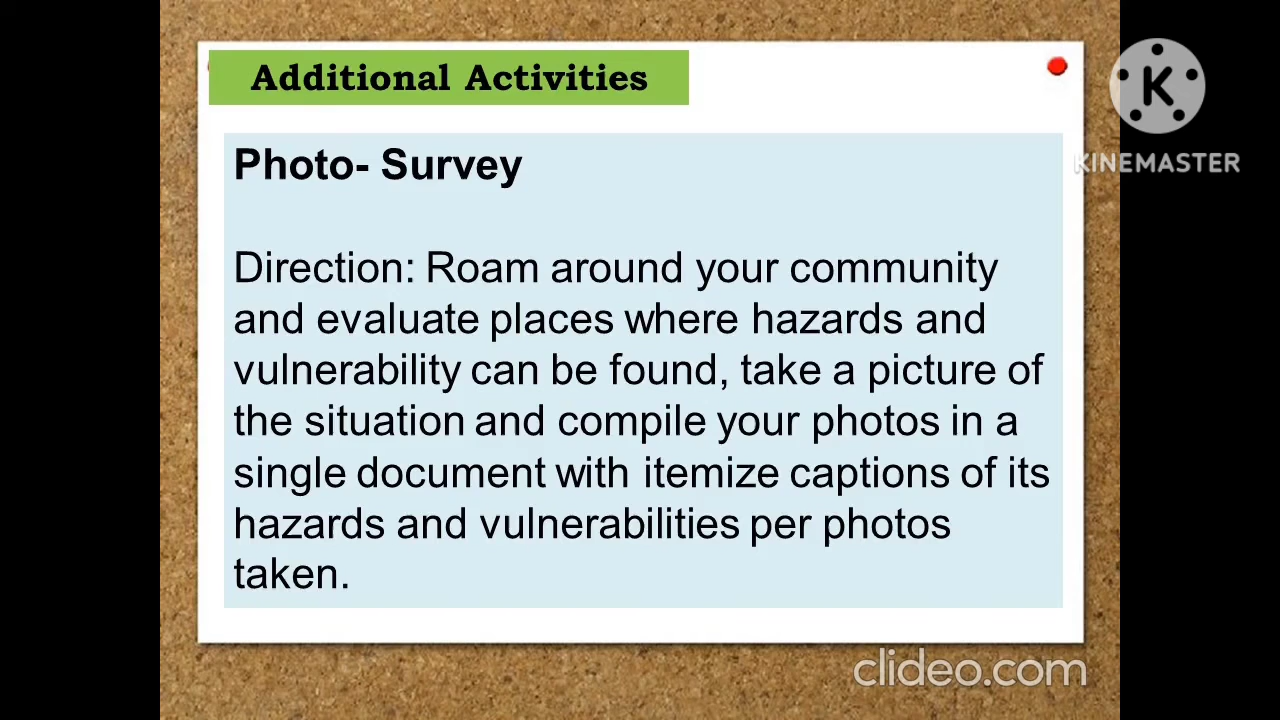 Additional Activities
KINEMASTER
Photo- Survey
Direction: Roam around your community
and evaluate places where hazards and
vulnerability can be found, take a picture of
the situation and compile your photos in a
single document with itemize captions of its
hazards and vulnerabilities per photos
taken.
clideo.com